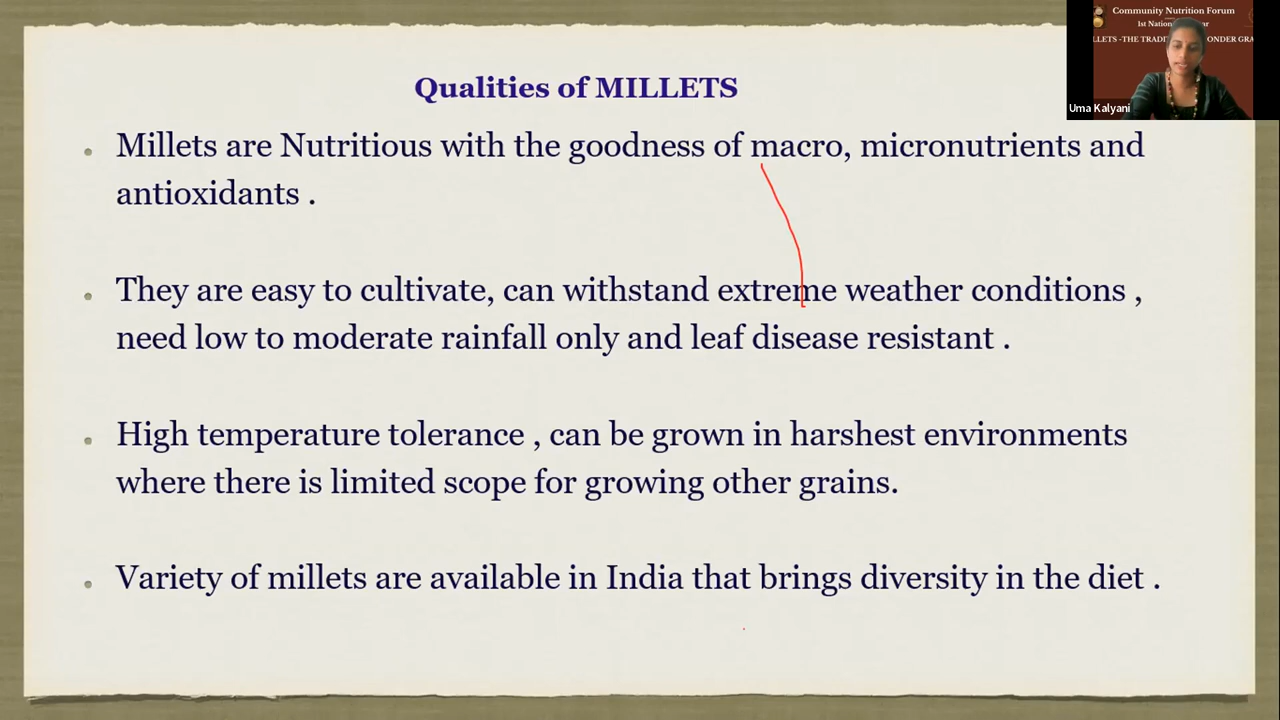 Community Nutrition Forum
1st Nation
LLETS -THE TRADI ONDER GRA
Uma Kalyani
Qualities of MILLETS
Millets are Nutritious with the goodness of macro, micronutrients and
antioxidants .
They are easy to cultivate, can withstand extreme weather conditions ,
need low to moderate rainfall only and leaf disease resistant .
High temperature tolerance , can be grown in harshest environments
where there is limited scope for growing other grains.
Variety of millets are available in India that brings diversity in the diet .